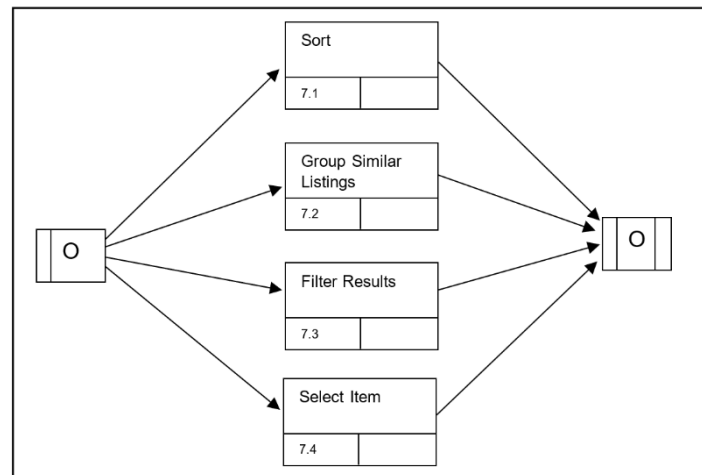 Sort
7.1
Group Similar
Listings
7.2
O
O
Filter Results
7.3
Select Item
7.4